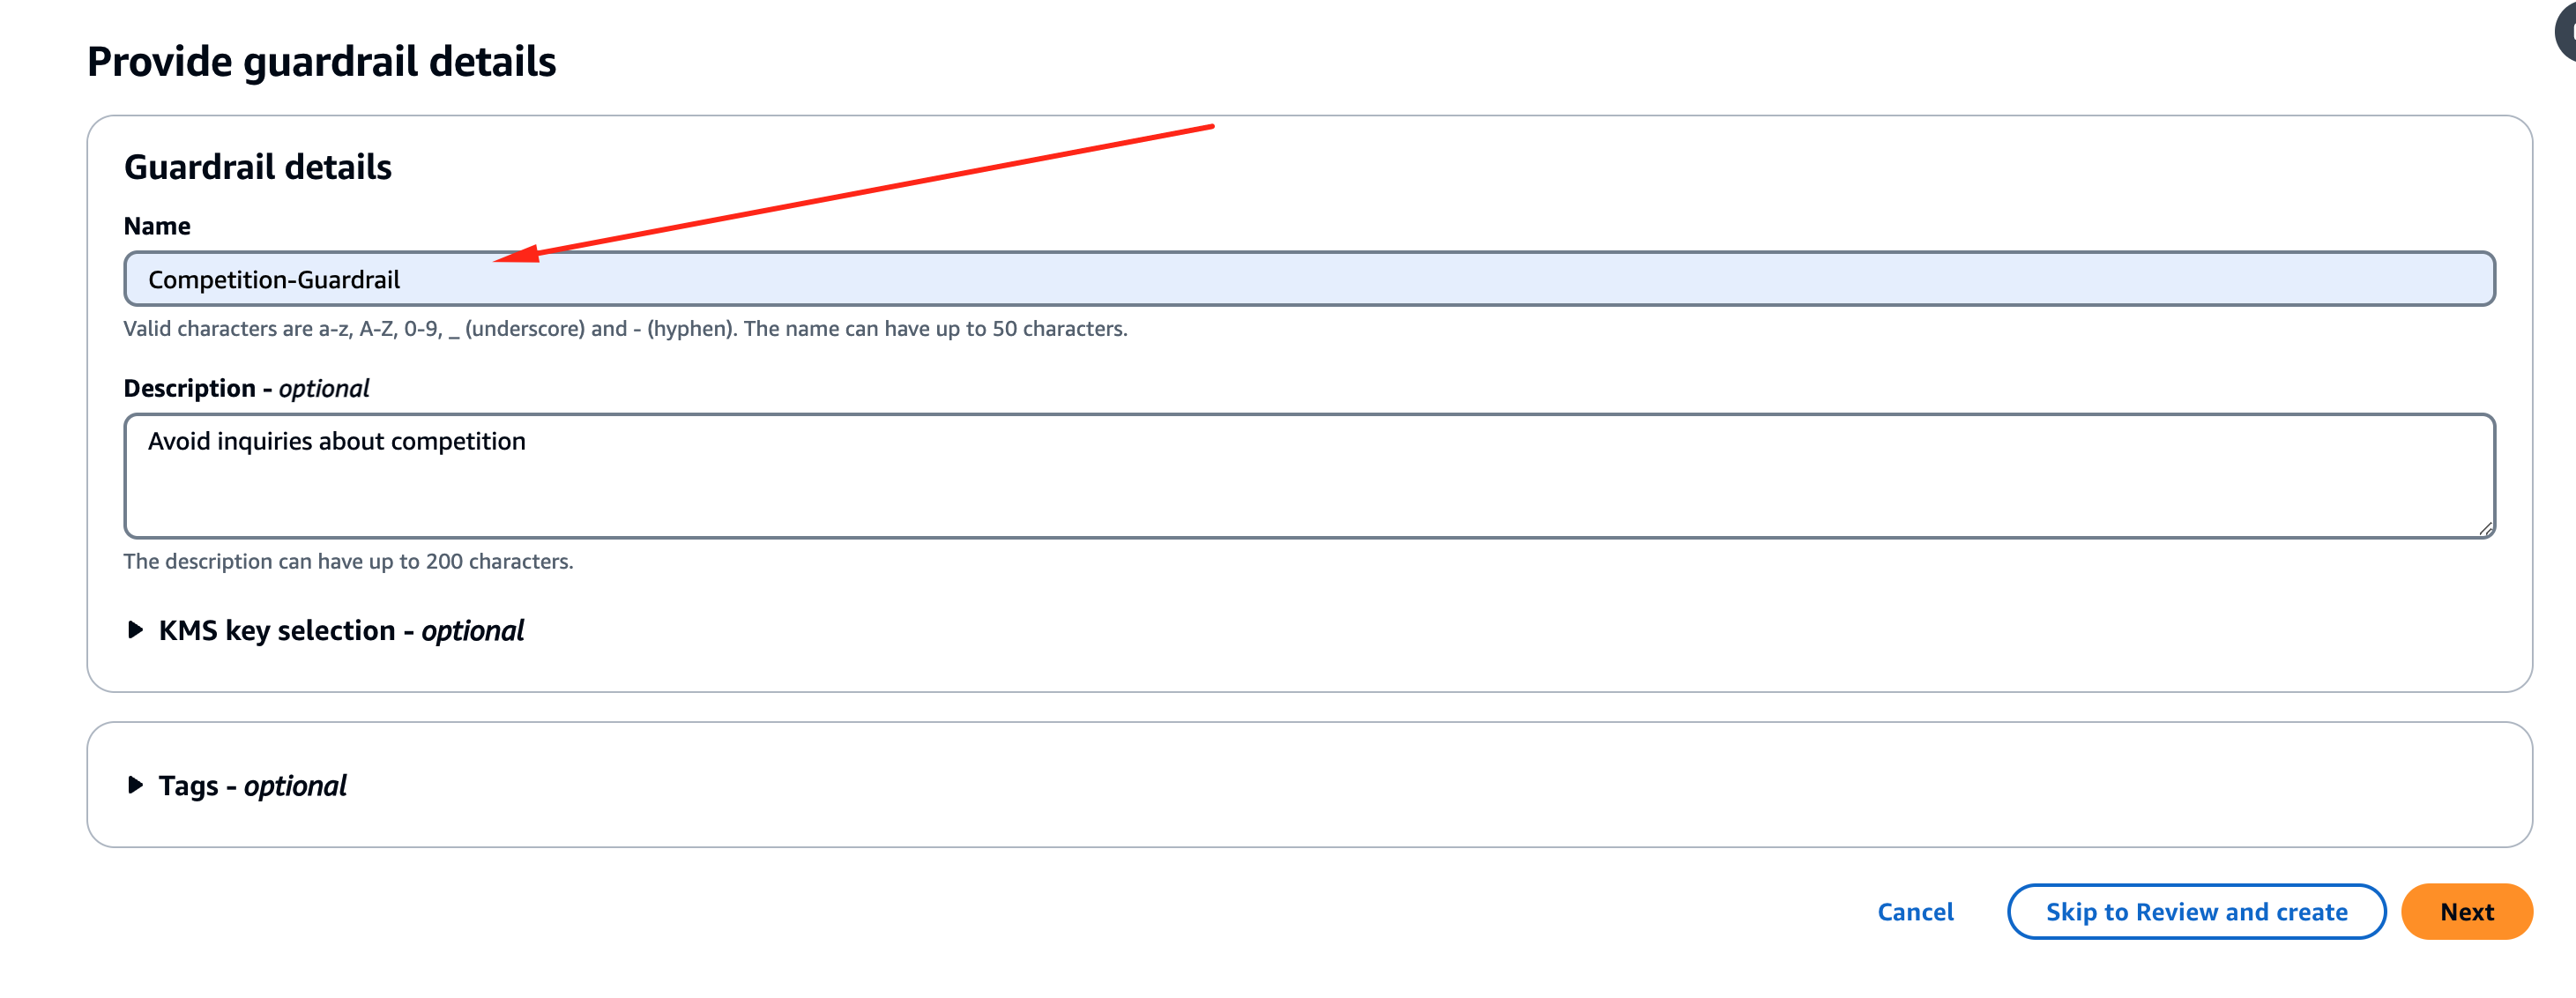 Provide guardrail details
Guardrail details
Name
Competition-Guardrail
Valid characters are a-z, A-Z, 0-9, _ (underscore) and - (hyphen). The name can have up to 50 characters.
Description - optional
Avoid inquiries about competition
The description can have up to 200 characters.
KMS key selection - optional
Tags - optional
Cancel
Skip to Review and create
Next